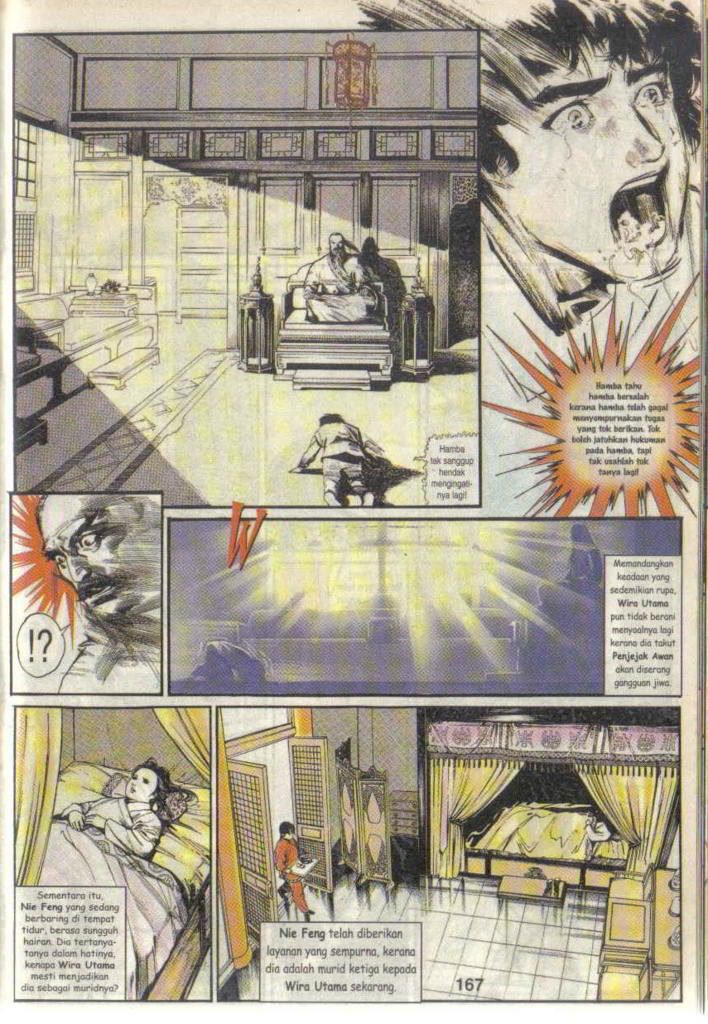 Hamba tahu
hamba bersalah
kerana hamba telah gagal
menyempurnakan tugas
yang tok berikan. Tok
boleh jatuhkan hukuman
pada hamba, tapi
tak usahlah tok
tanya lagi!
Hamba
tak sanggup
hendak
mengingati-
nya lagi!
!?
W
Memandangkan
keadaan yang
sedemikian rupa,
Wira Utama
pun tidak berani
menyoalnya lagi
kerana dia takut
Penjejak Awan
akan diserang
gangguan jiwa.
Sementara itu,
Nie Feng yang sedang
berbaring di tempat
tidur, berasa sungguh
hairan. Dia tertanya-
tanya dalam hatinya,
kenapa Wira Utama
mesti menjadikan
dia sebagai muridnya?
Nie Feng telah diberikan
layanan yang sempurna, kerana
dia adalah murid ketiga kepada
Wira Utama sekarang.
167